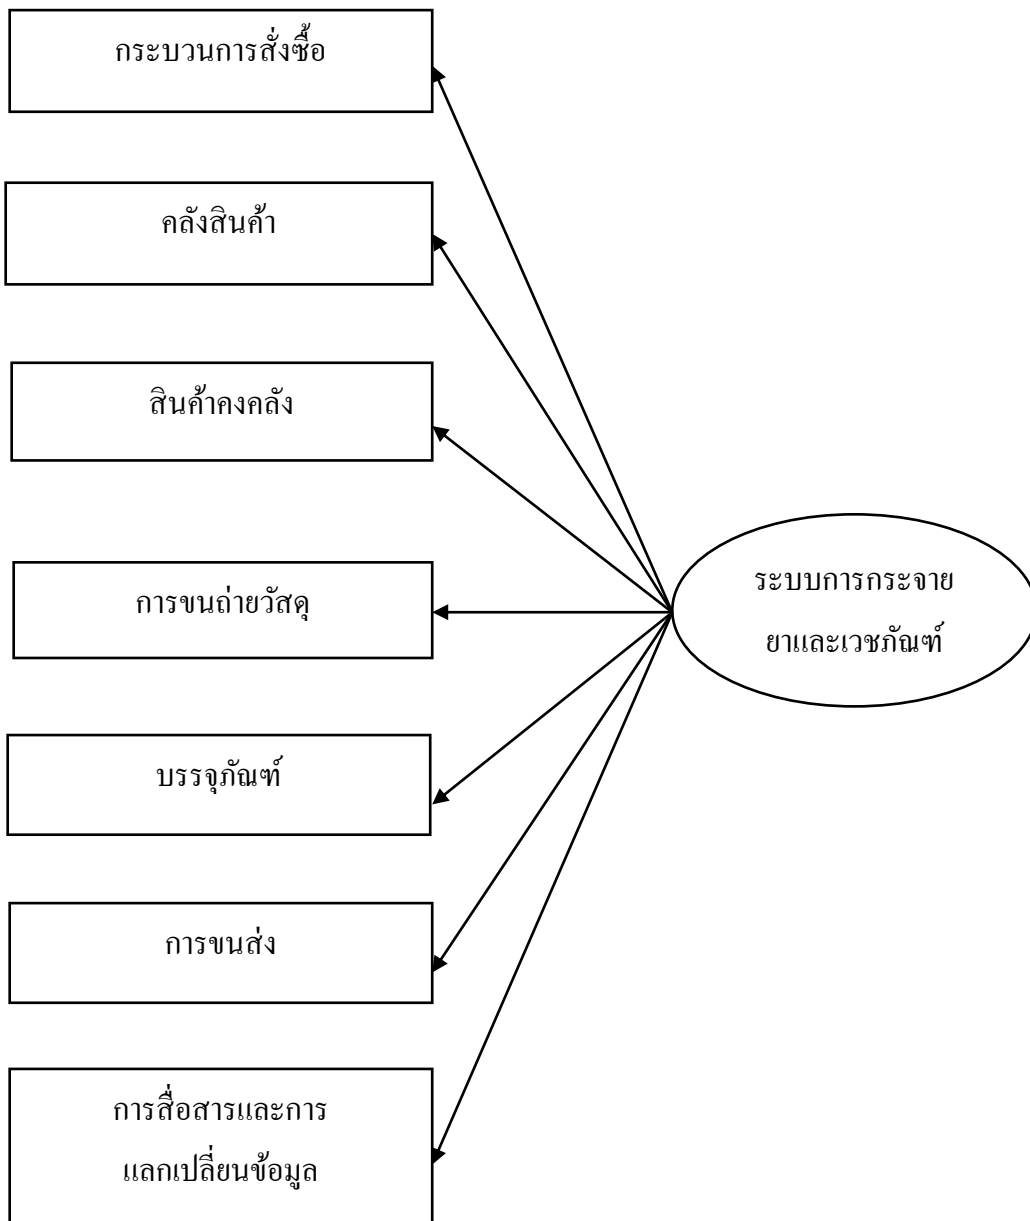 กระบวนการสั่งซื้อ
คลังสินค้า
สินค้าคงคลัง
การขนถ่ายวัสดุ
ระบบการกระจาย
ยาและเวชภัณฑ์
บรรจุภัณฑ์
การขนส่ง
การสื่อสารและการ
แลกเปลี่ยนข้อมูล